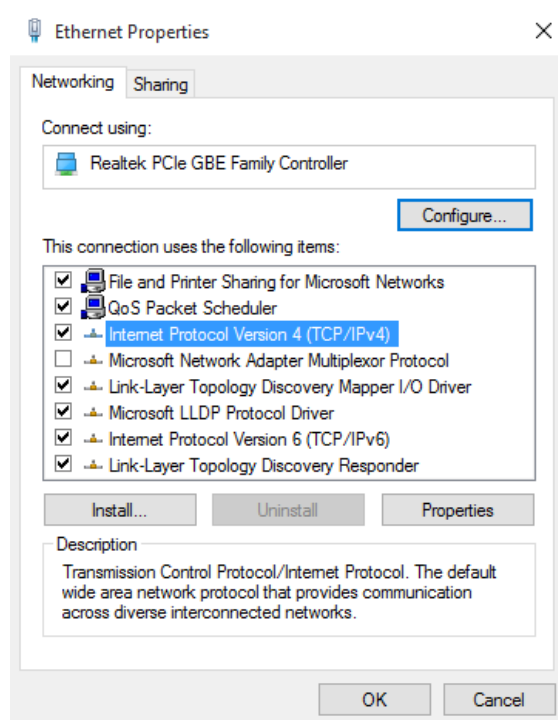 Ethernet Properties
Networking
Sharing
Connect using:
Realtek PCIe GBE Family Controller
Configure...
This connection uses the following items:
File and Printer Sharing for Microsoft Networks
QoS Packet Scheduler
Internet Protocol Version 4 (TCP/IPv4)
Microsoft Network Adapter Multiplexor Protocol
Link-Layer Topology Discovery Mapper I/O Driver
Microsoft LLDP Protocol Driver
Internet Protocol Version 6 (TCP/IPv6)
Link-Layer Topology Discovery Responder
Install...
Uninstall
Properties
Description
Transmission Control Protocol/Internet Protocol. The default
wide area network protocol that provides communication
across diverse interconnected networks.
OK
Cancel